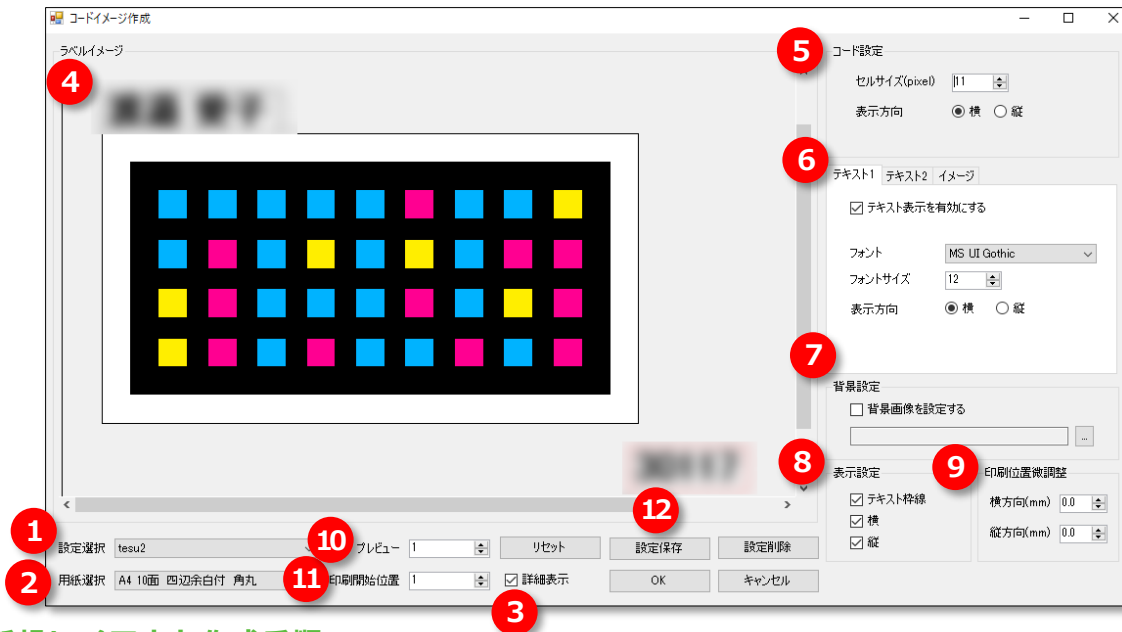 コードイメージ作成
ラベルイメージ
4
5
コード設定
セルサイズ(pixel) 11
表示方向 横 縦
6
テキスト1 テキスト2 イメージ
テキスト表示を有効にする
フォント MS UI Gothic
フォントサイズ 12
表示方向 横 縦
7
背景設定
背景画像を設定する
...
8
表示設定
テキスト枠線
横
縦
9
印刷位置微調整
横方向(mm) 0.0
縦方向(mm) 0.0
1
設定選択 tesu2
10
プレビュー 1
リセット
12
設定保存
設定削除
2
用紙選択 A4 10面 四辺余白付 角丸
11
印刷開始位置 1
詳細表示
OK
キャンセル
3